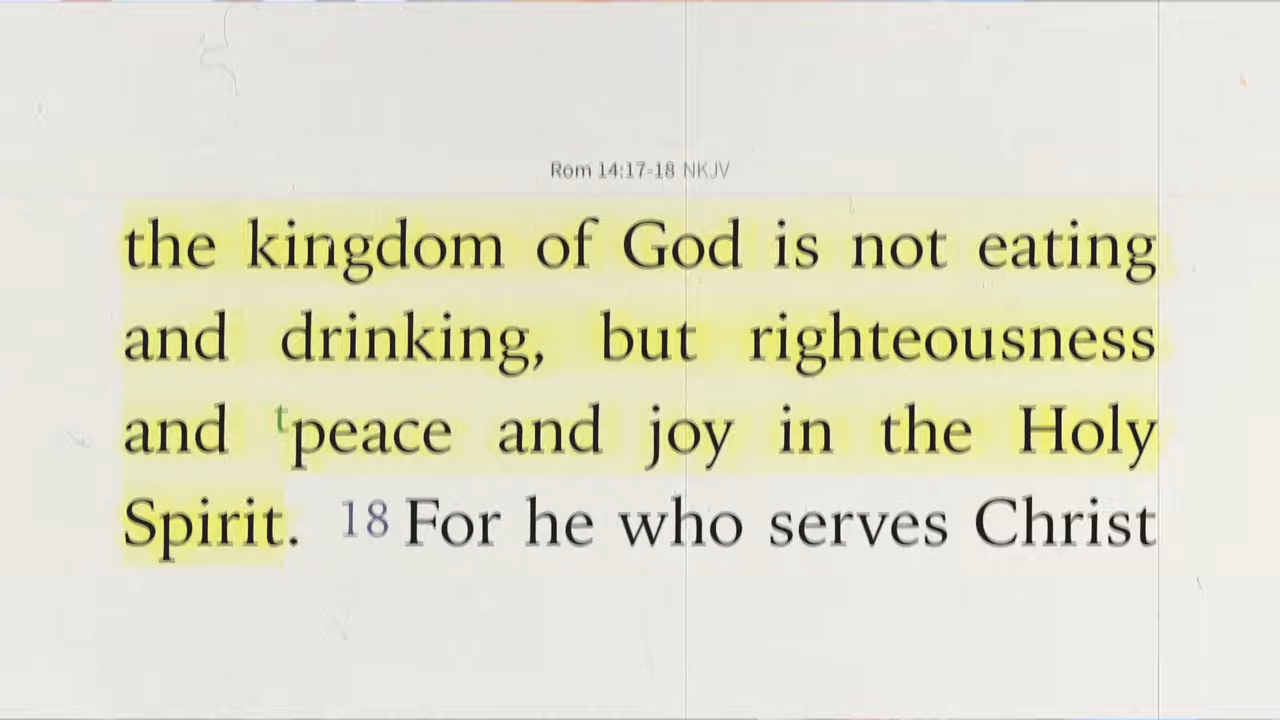 Rom 14:17-18 NKJV
the kingdom of God is not eating
and drinking, but righteousness
and tpeace and joy in the Holy
Spirit. 18 For he who serves Christ